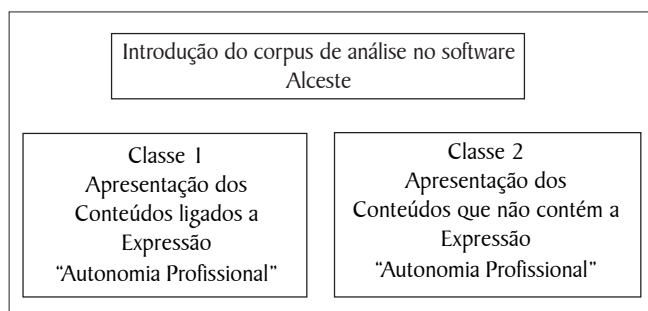 Introdução do corpus de análise no software
Alceste
Classe 1
Apresentação dos
Conteúdos ligados a
Expressão
“Autonomia Profissional”
Classe 2
Apresentação dos
Conteúdos que não contém a
Expressão
“Autonomia Profissional”